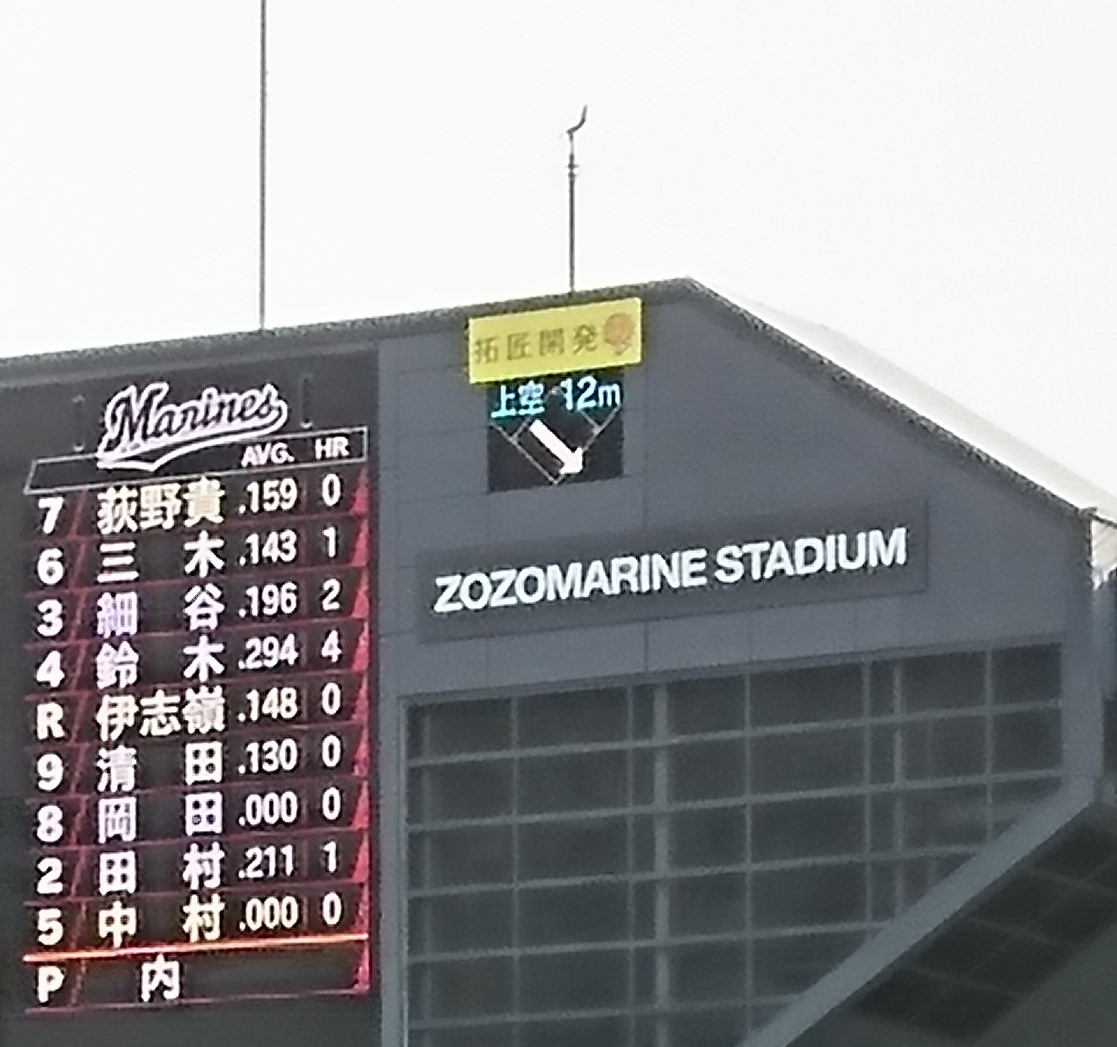 Marines
AVG. HR
7 荻野貴 .159 0
6 三木 .143 1
3 細谷 .196 2
4 鈴木 .294 4
R 伊志嶺 .148 0
9 清田 .130 0
8 岡田 .000 0
2 田村 .211 1
5 中村 .000 0
P 内
拓匠開発
上空 12m
ZOZOMARINE STADIUM